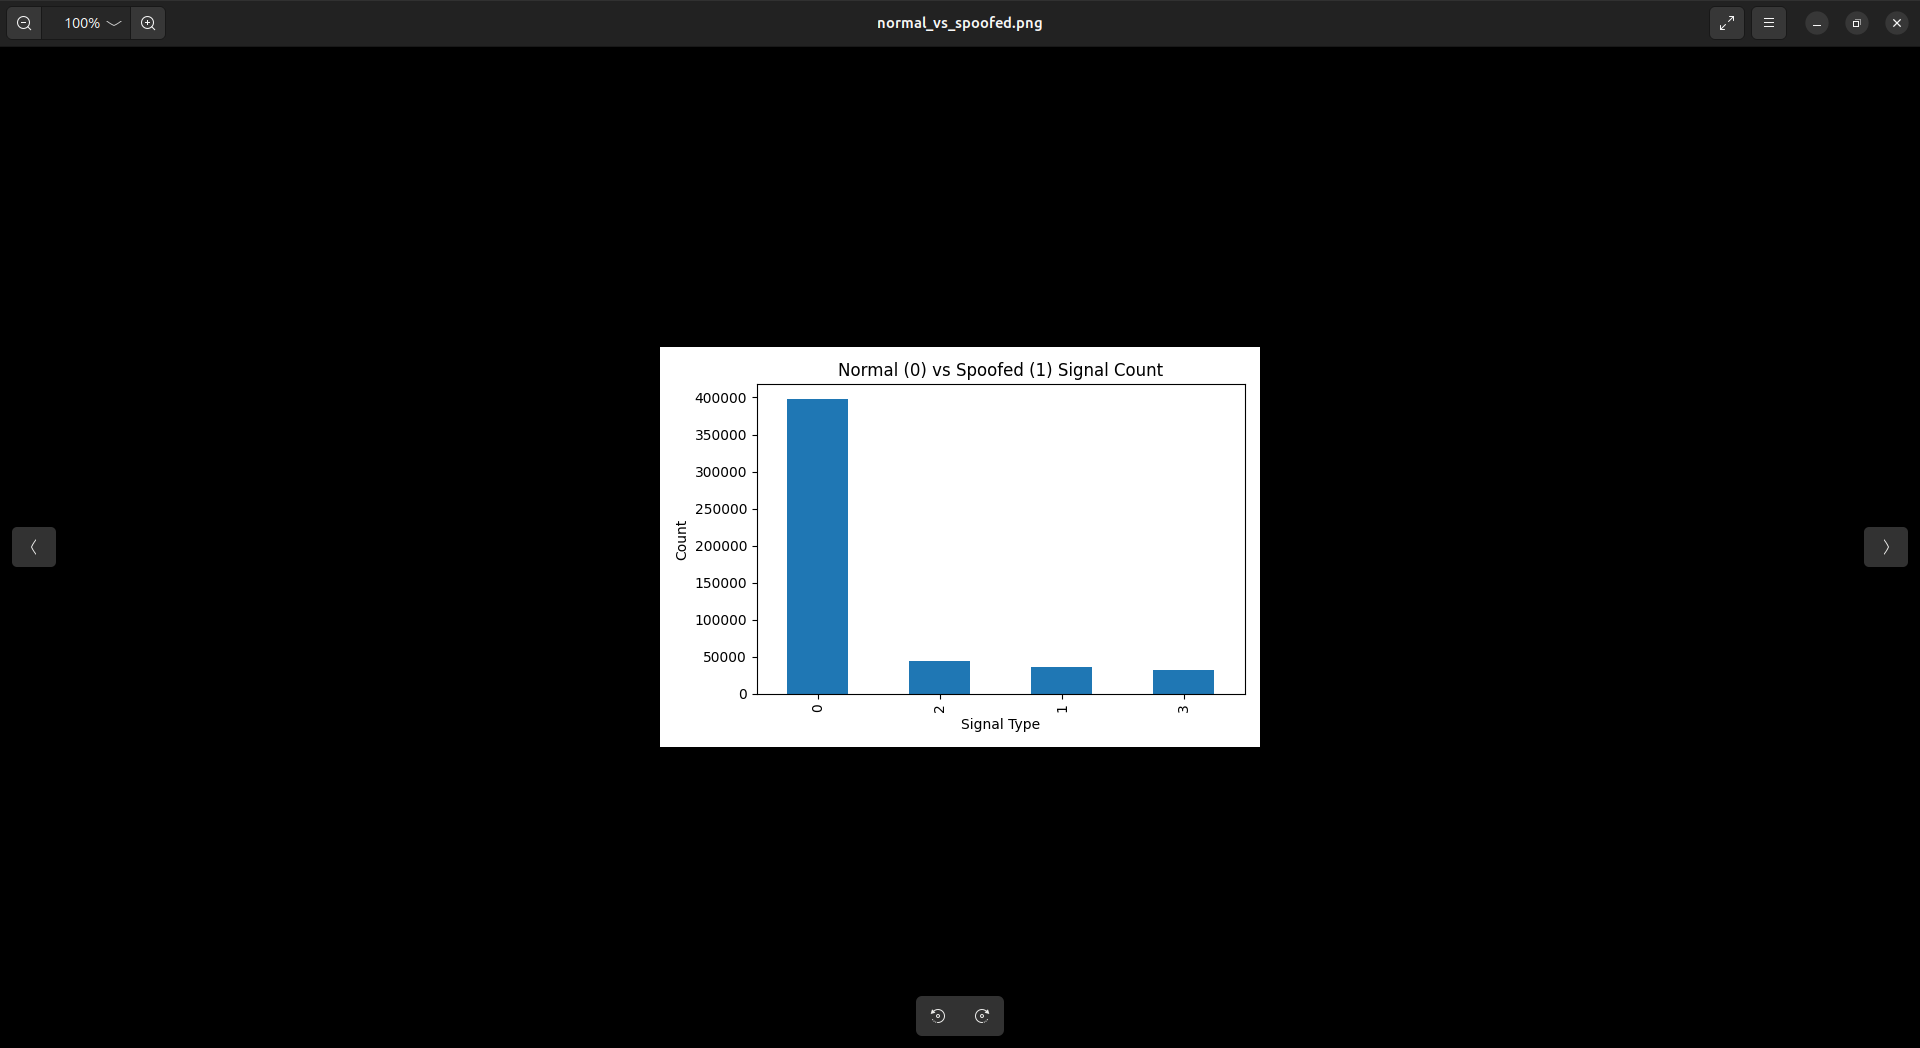 100%
normal_vs_spoofed.png
Normal (0) vs Spoofed (1) Signal Count
400000
350000
300000
250000
200000
150000
100000
50000
0
Count
0 2 1 3
Signal Type